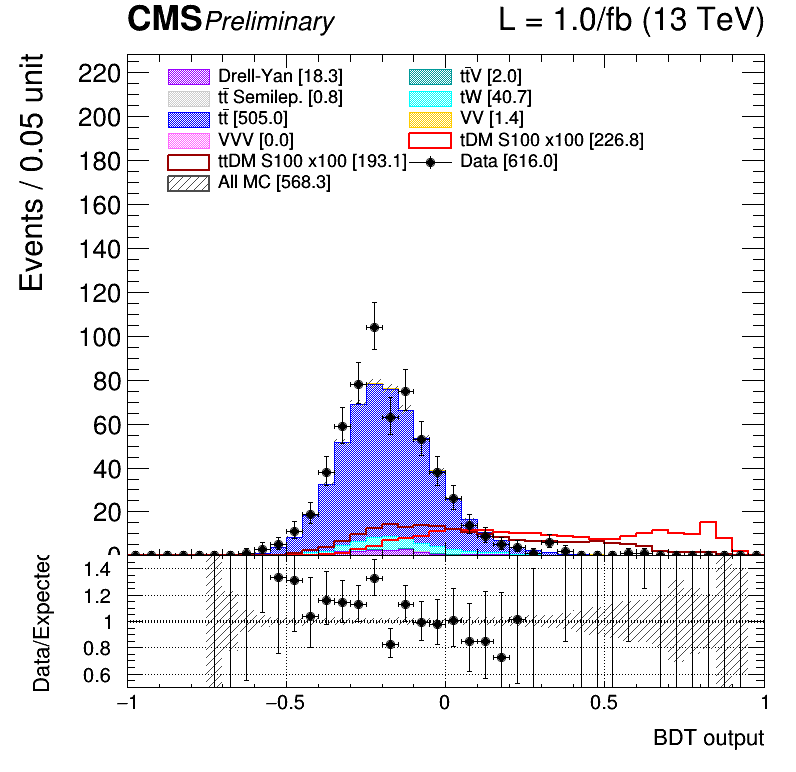 CMS Preliminary L = 1.0/fb (13 TeV)
Events / 0.05 unit
220
200
180
160
140
120
100
80
60
40
20
0
Drell-Yan [18.3]
tt̄V [2.0]
tt̄ Semilep. [0.8]
tW [40.7]
tt̄ [505.0]
VV [1.4]
VVV [0.0]
tDM S100 x100 [226.8]
ttDM S100 x100 [193.1]
Data [616.0]
All MC [568.3]
Data/Expected
1.4
1.2
1
0.8
0.6
−1 −0.5 0 0.5 1
BDT output